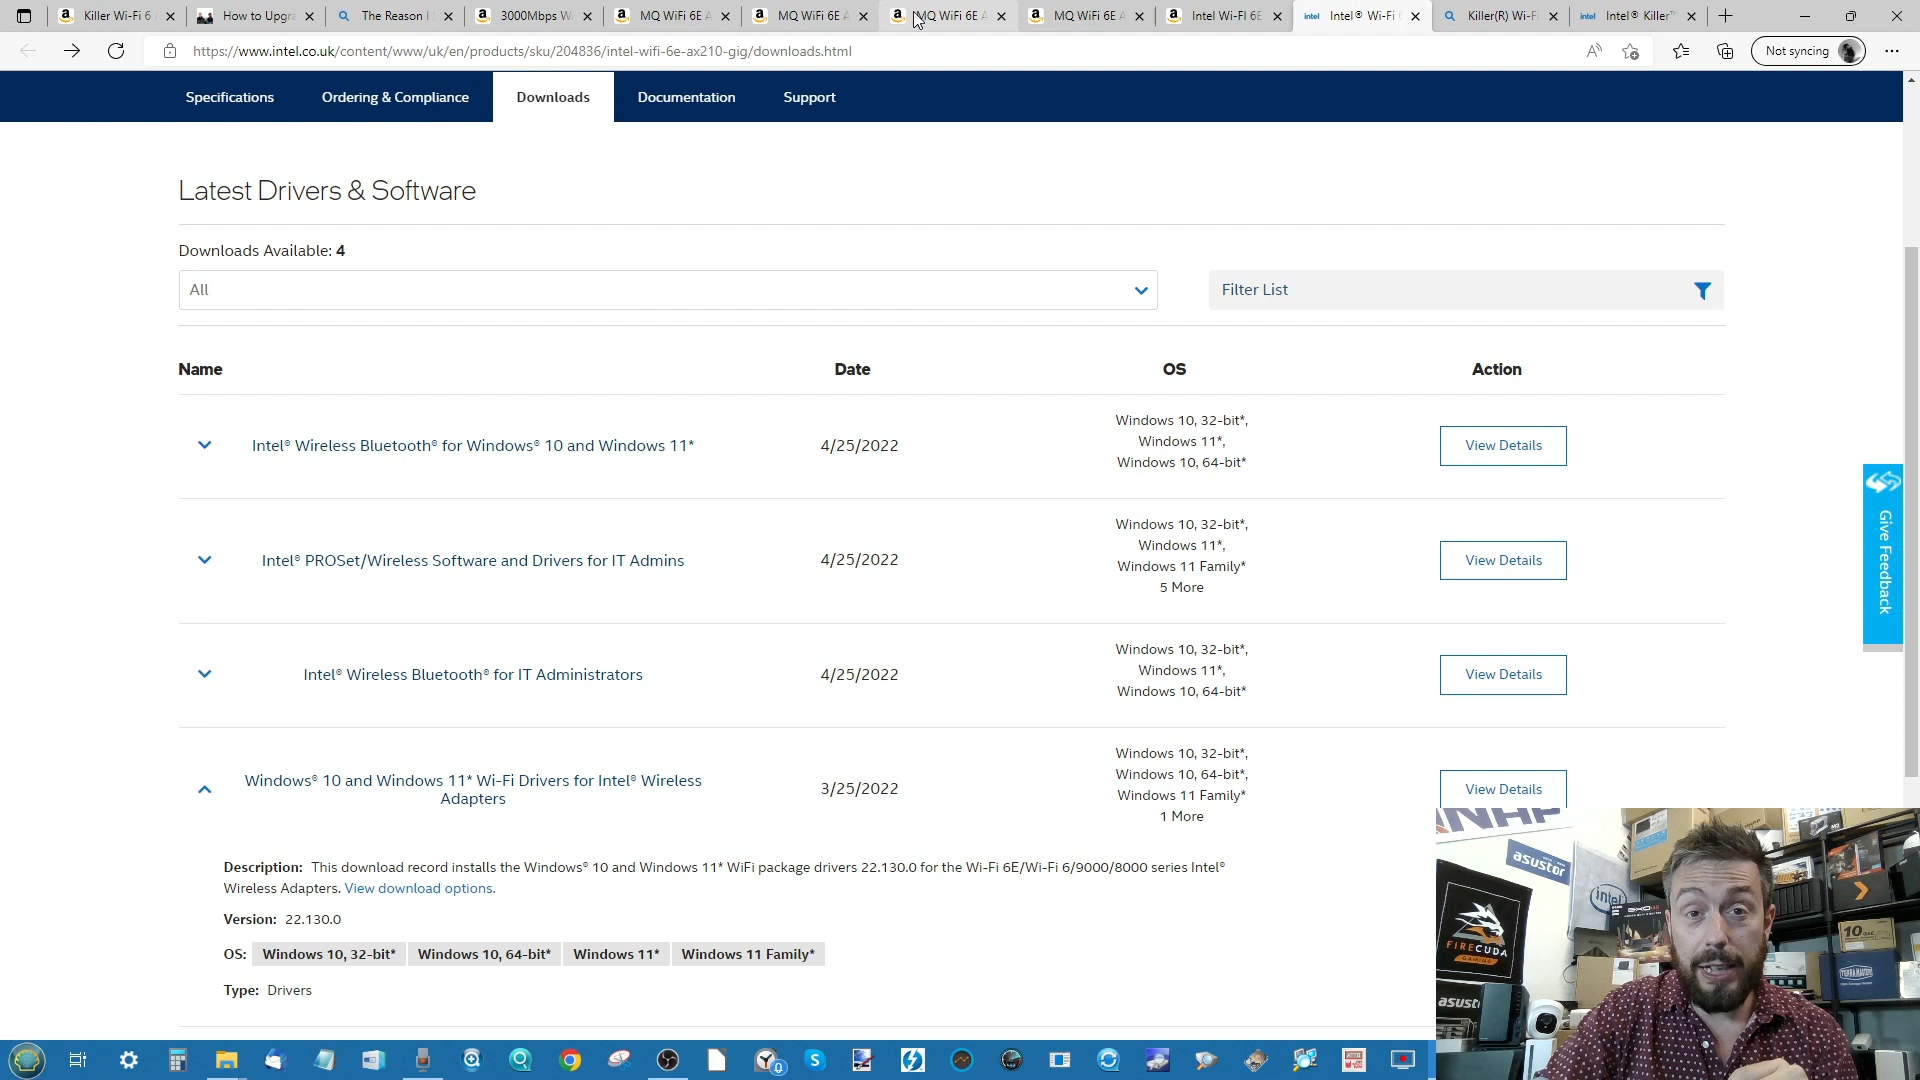 Killer Wi-Fi 6
How to Upgra
The Reason I
3000Mbps W
MQ WiFi 6E A
MQ WiFi 6E A
MQ WiFi 6E A
MQ WiFi 6E A
Intel Wi-Fi 6E
intel Intel® Wi-Fi
Killer(R) Wi-Fi
intel Intel® Killer
https://www.intel.co.uk/content/www/uk/en/products/sku/204836/intel-wifi-6e-ax210-gig/downloads.html
Not syncing
Specifications
Ordering & Compliance
Downloads
Documentation
Support
Latest Drivers & Software
Downloads Available: 4
All
Filter List
Name Date OS Action
Intel® Wireless Bluetooth® for Windows® 10 and Windows 11*
4/25/2022
Windows 10, 32-bit*,
Windows 11*,
Windows 10, 64-bit*
View Details
Intel® PROSet/Wireless Software and Drivers for IT Admins
4/25/2022
Windows 10, 32-bit*,
Windows 11*,
Windows 11 Family*
5 More
View Details
Intel® Wireless Bluetooth® for IT Administrators
4/25/2022
Windows 10, 32-bit*,
Windows 11*,
Windows 10, 64-bit*
View Details
Windows® 10 and Windows 11* Wi-Fi Drivers for Intel® Wireless
Adapters
3/25/2022
Windows 10, 32-bit*,
Windows 10, 64-bit*,
Windows 11 Family*
1 More
View Details
Description: This download record installs the Windows® 10 and Windows 11* WiFi package drivers 22.130.0 for the Wi-Fi 6E/Wi-Fi 6/9000/8000 series Intel®
Wireless Adapters. View download options.
Version: 22.130.0
OS: Windows 10, 32-bit* Windows 10, 64-bit* Windows 11* Windows 11 Family*
Type: Drivers
Give Feedback
asustor
intel
FIRECUDA
GAMING
asusto
10